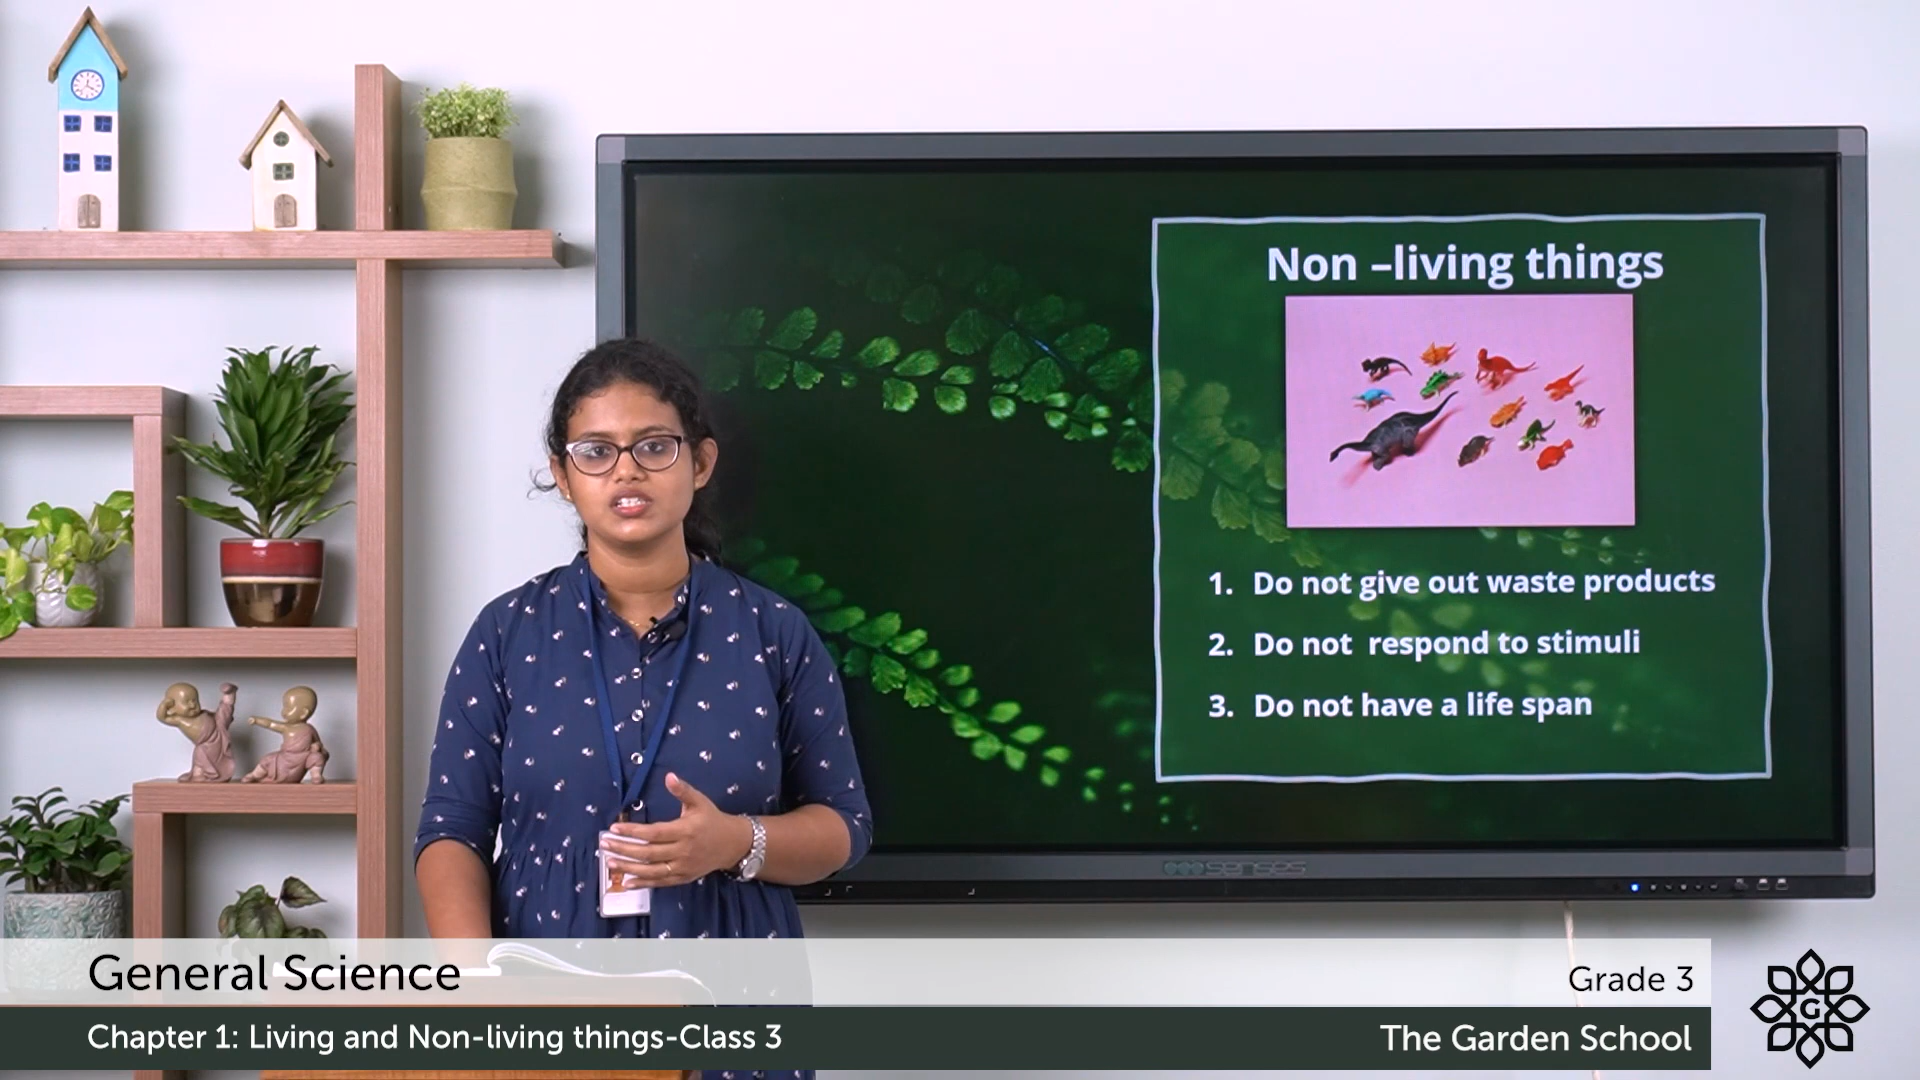 Non –living things
1. Do not give out waste products
2. Do not respond to stimuli
3. Do not have a life span
senses
General Science
Grade 3
Chapter 1: Living and Non-living things-Class 3
The Garden School
G